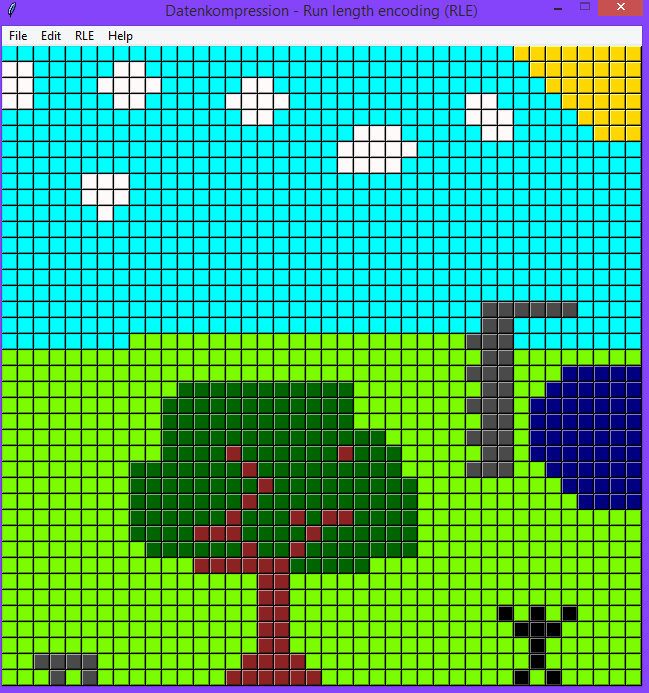 Datenkompression - Run length encoding (RLE)
File Edit RLE Help